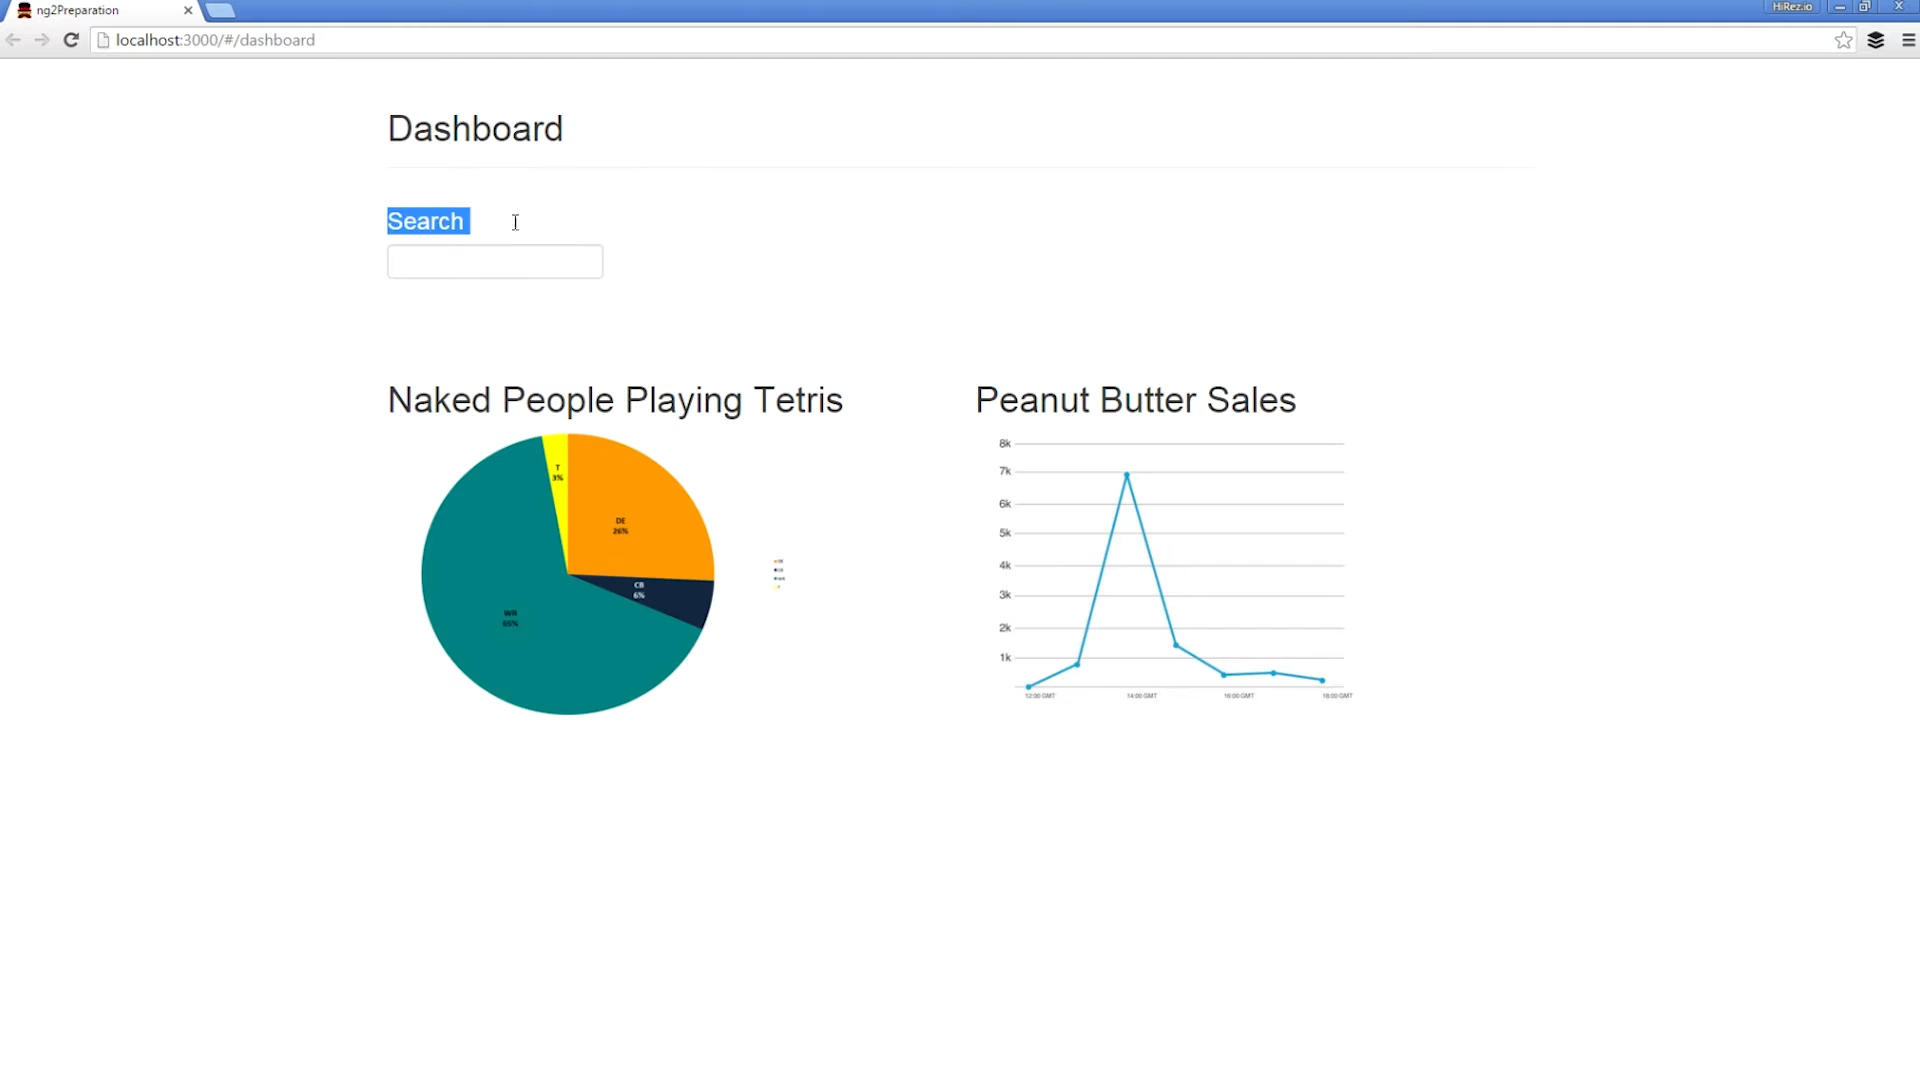 ng2Preparation
HiRez.io
localhost:3000/#/dashboard
Dashboard
Search
Naked People Playing Tetris
Peanut Butter Sales
T
3%
DE
26%
CB
6%
WR
65%
8k
7k
6k
5k
4k
3k
2k
1k
12:00 GMT
14:00 GMT
16:00 GMT
18:00 GMT